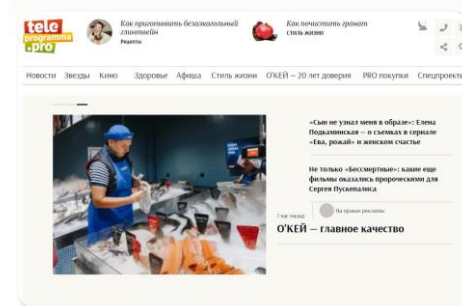 tele
programma
.pro
Как приготовить безалкогольный
глинтвейн
Рецепты
Как почистить гранат
СТИЛЬ ЖИЗНИ
Новости Звезды Кино Здоровье Афиша Стиль жизни О'КЕЙ – 20 лет доверия PRO покупки Спецпроекты
«Сын не узнал меня в образе»: Елена
Подкаминская – о съемках в сериале
«Ева, рожай!» и женском счастье
Не только «Бессмертные»: какие еще
фильмы оказались пророческими для
Сергея Пускепалиса
1 час назад
На правах рекламы
О'КЕЙ – главное качество